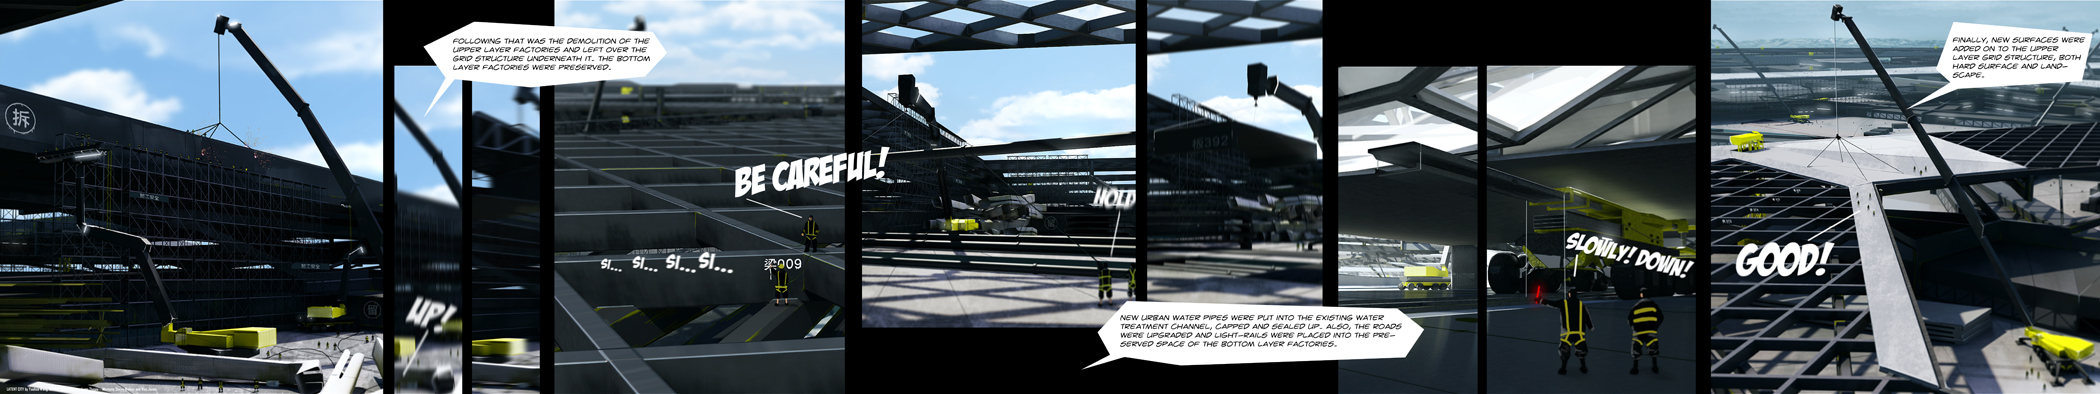 拆
FOLLOWING THAT WAS THE DEMOLITION OF THE
UPPER LAYER FACTORIES AND LEFT OVER THE
GRID STRUCTURE UNDERNEATH IT. THE BOTTOM
LAYER FACTORIES WERE PRESERVED.
UP!
BE CAREFUL!
SI... SI... SI... SI...
梁009
HOLD
板392
NEW URBAN WATER PIPES WERE PUT INTO THE EXISTING WATER
TREATMENT CHANNEL, CAPPED AND SEALED UP. ALSO, THE ROADS
WERE UPGRADED AND LIGHT-RAILS WERE PLACED INTO THE PRE-
SERVED SPACE OF THE BOTTOM LAYER FACTORIES.
SLOWLY! DOWN!
FINALLY, NEW SURFACES WERE
ADDED ON TO THE UPPER
LAYER GRID STRUCTURE, BOTH
HARD SURFACE AND LAND-
SCAPE.
GOOD!